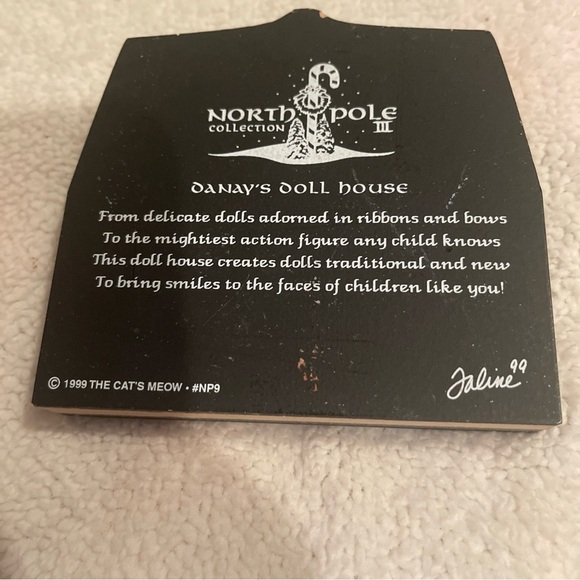 NORTH POLE
COLLECTION III
DANAY'S DOLL HOUSE
From delicate dolls adorned in ribbons and bows
To the mightiest action figure any child knows
This doll house creates dolls traditional and new
To bring smiles to the faces of children like you!
© 1999 THE CAT'S MEOW • #NP9
Jaline 99